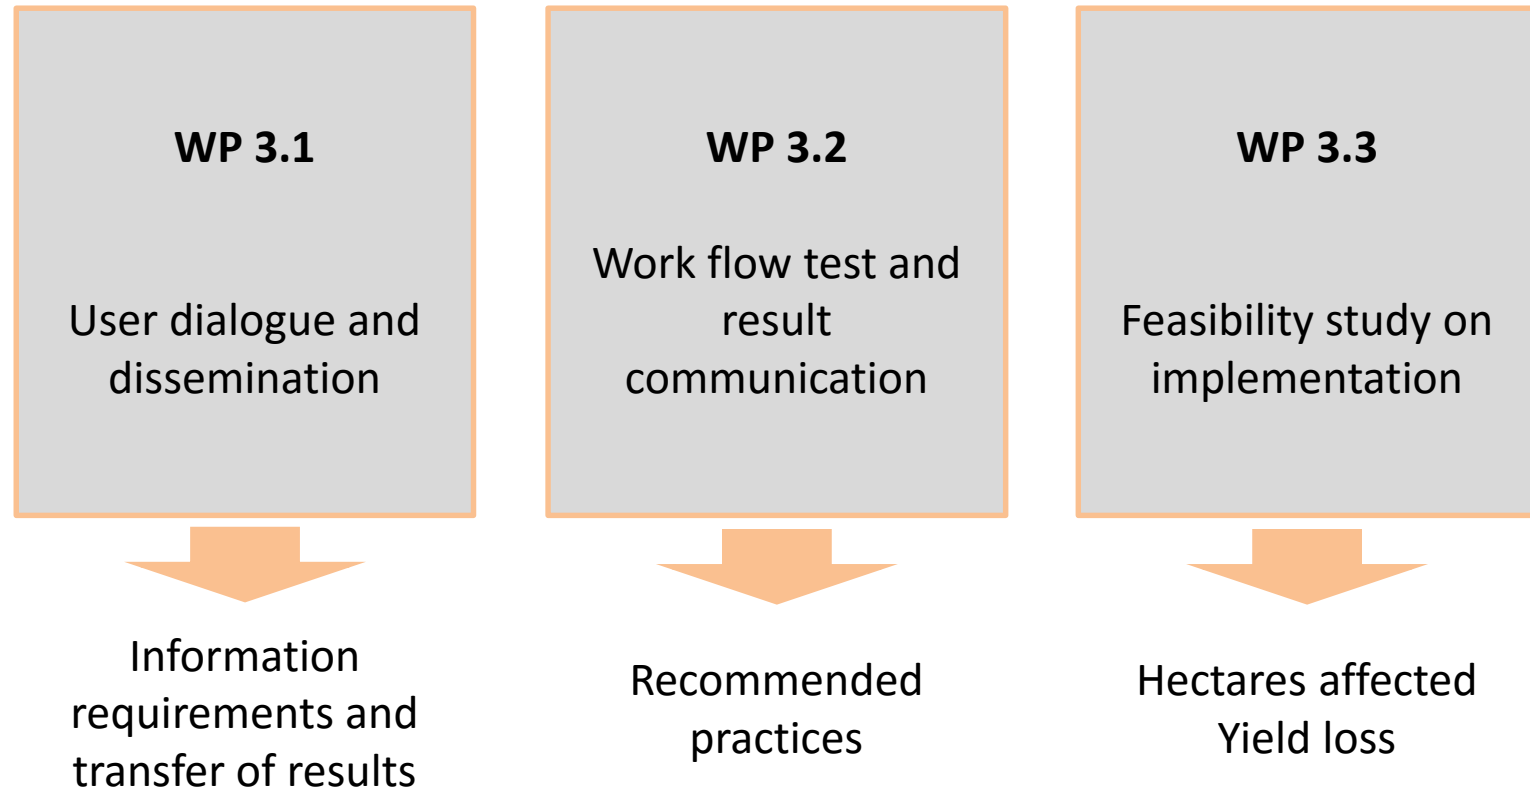 WP 3.1
User dialogue and
dissemination
WP 3.2
Work flow test and
result
communication
WP 3.3
Feasibility study on
implementation
Information
requirements and
transfer of results
Recommended
practices
Hectares affected
Yield loss